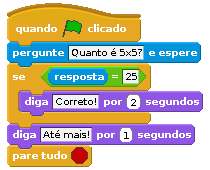 quando clicado
pergunte Quanto é 5x5? e espere
se resposta = 25
diga Correto! por 2 segundos
diga Até mais! por 1 segundos
pare tudo